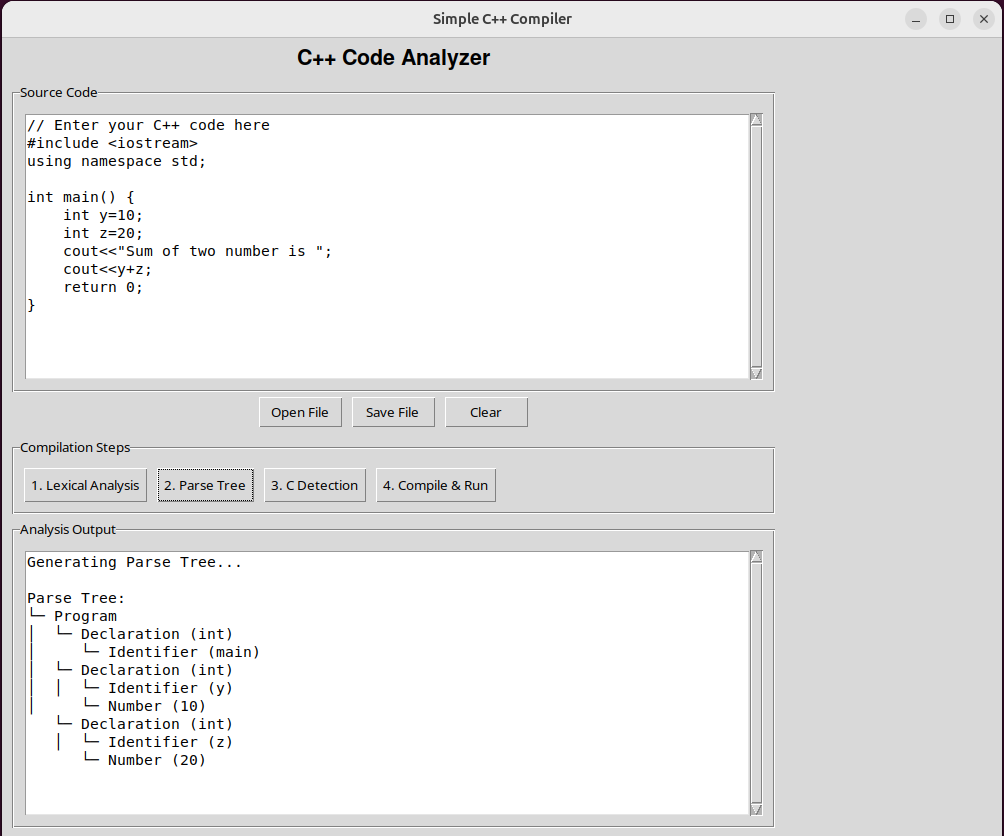 Simple C++ Compiler
C++ Code Analyzer
Source Code
// Enter your C++ code here
#include <iostream>
using namespace std;

int main() {
    int y=10;
    int z=20;
    cout<<"Sum of two number is ";
    cout<<y+z;
    return 0;
}
Open File Save File Clear
Compilation Steps
1. Lexical Analysis 2. Parse Tree 3. C Detection 4. Compile & Run
Analysis Output
Generating Parse Tree...

Parse Tree:
└─ Program
│  └─ Declaration (int)
│     └─ Identifier (main)
│  └─ Declaration (int)
│  │  └─ Identifier (y)
│     └─ Number (10)
   └─ Declaration (int)
   │  └─ Identifier (z)
      └─ Number (20)